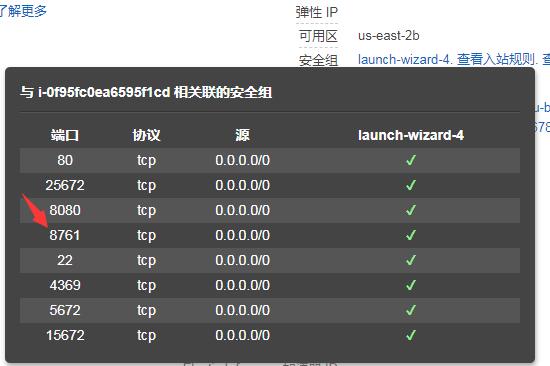 了解更多
弹性 IP
可用区 us-east-2b
安全组 launch-wizard-4. 查看入站规则.
与 i-0f95fc0ea6595f1cd 相关联的安全组
端口 协议 源 launch-wizard-4
80 tcp 0.0.0.0/0 ✓
25672 tcp 0.0.0.0/0 ✓
8080 tcp 0.0.0.0/0 ✓
8761 tcp 0.0.0.0/0 ✓
22 tcp 0.0.0.0/0 ✓
4369 tcp 0.0.0.0/0 ✓
5672 tcp 0.0.0.0/0 ✓
15672 tcp 0.0.0.0/0 ✓